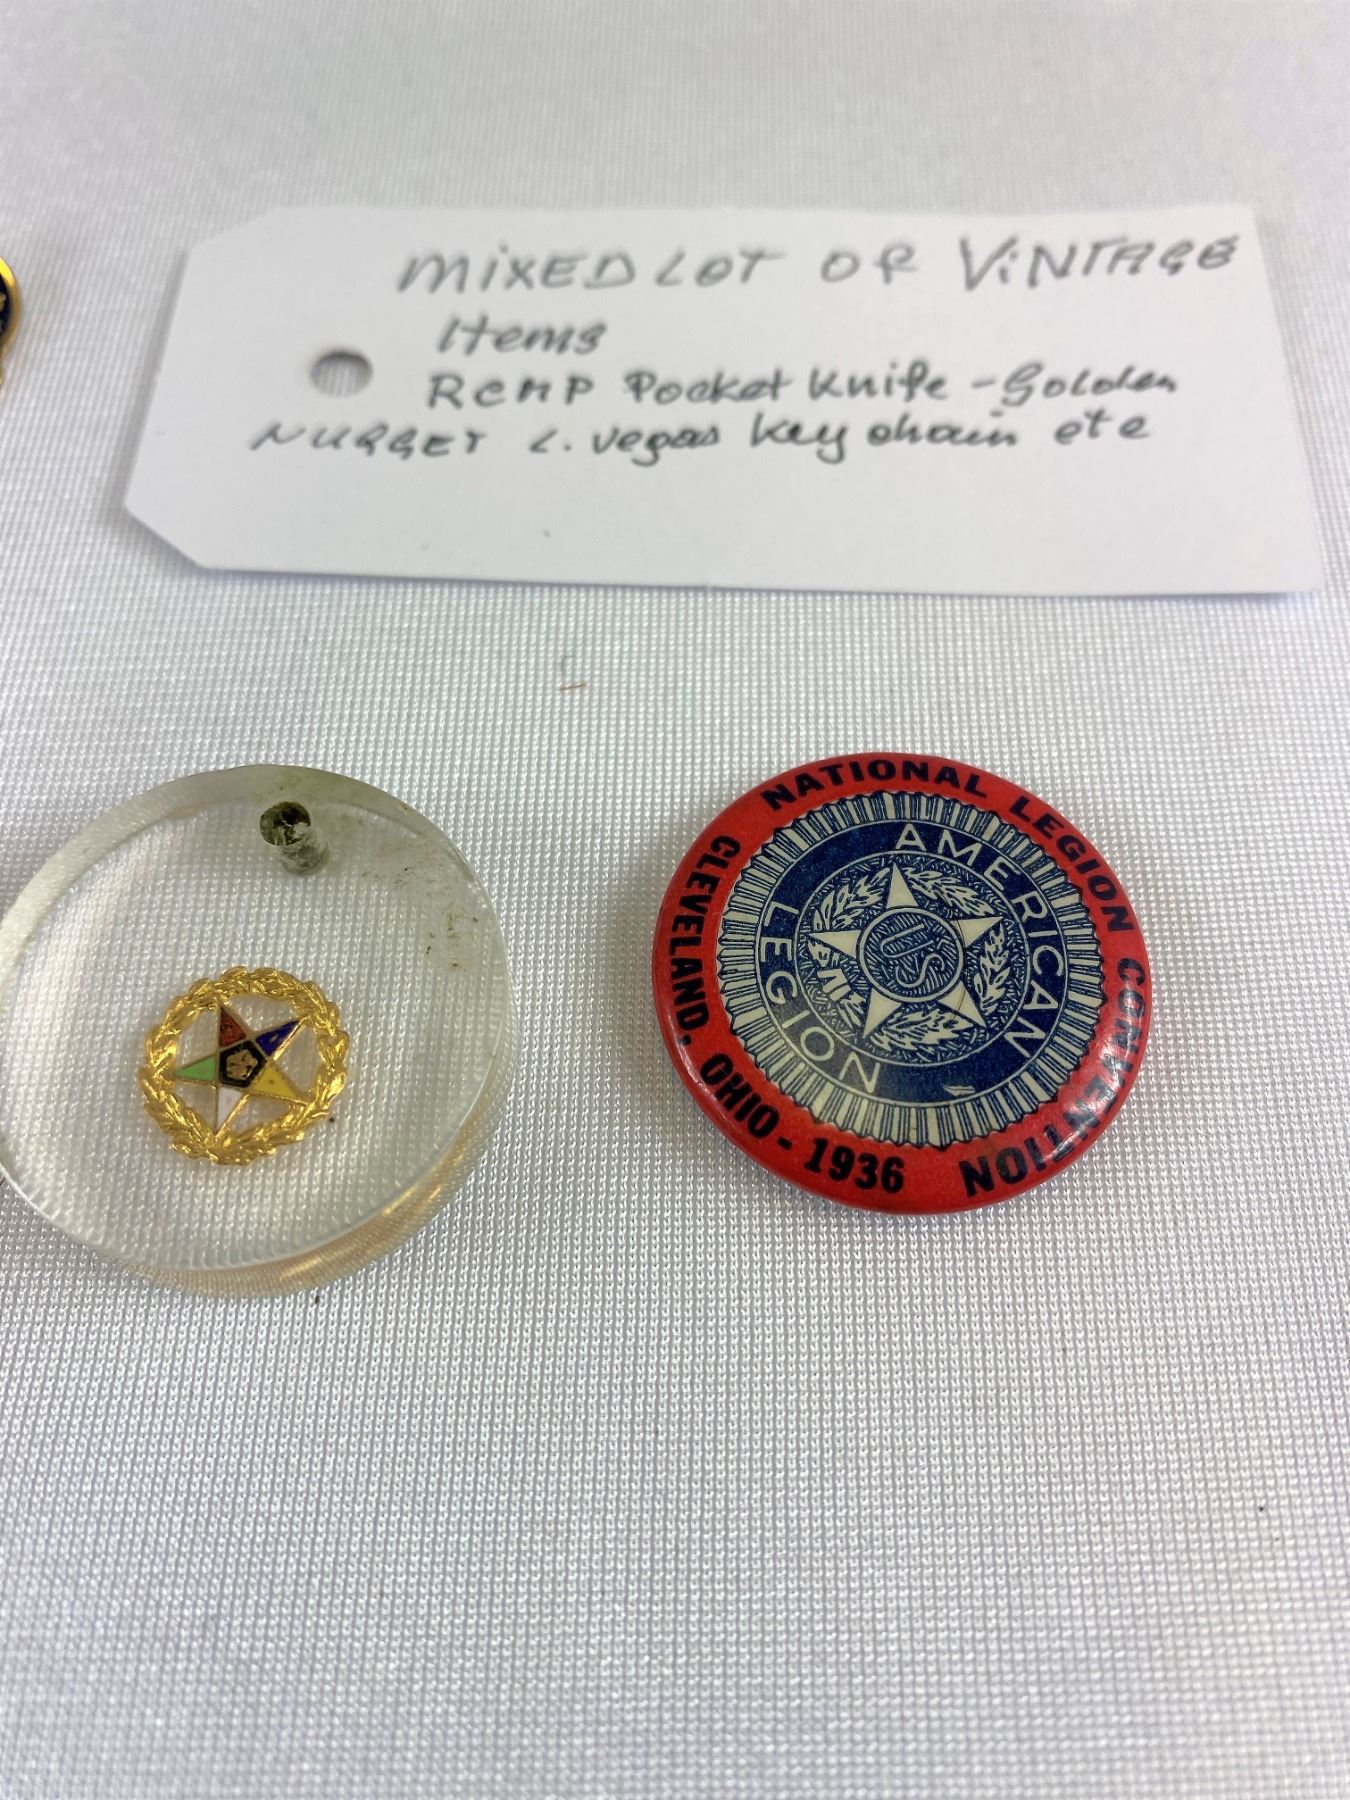 MIXED LOT OF VINTAGE
Items
RCMP Pocket Knife - Golden
NUGGET L. Vegas Key chain etc
NATIONAL LEGION CONVENTION
CLEVELAND, OHIO - 1936
AMERICAN
LEGION
US